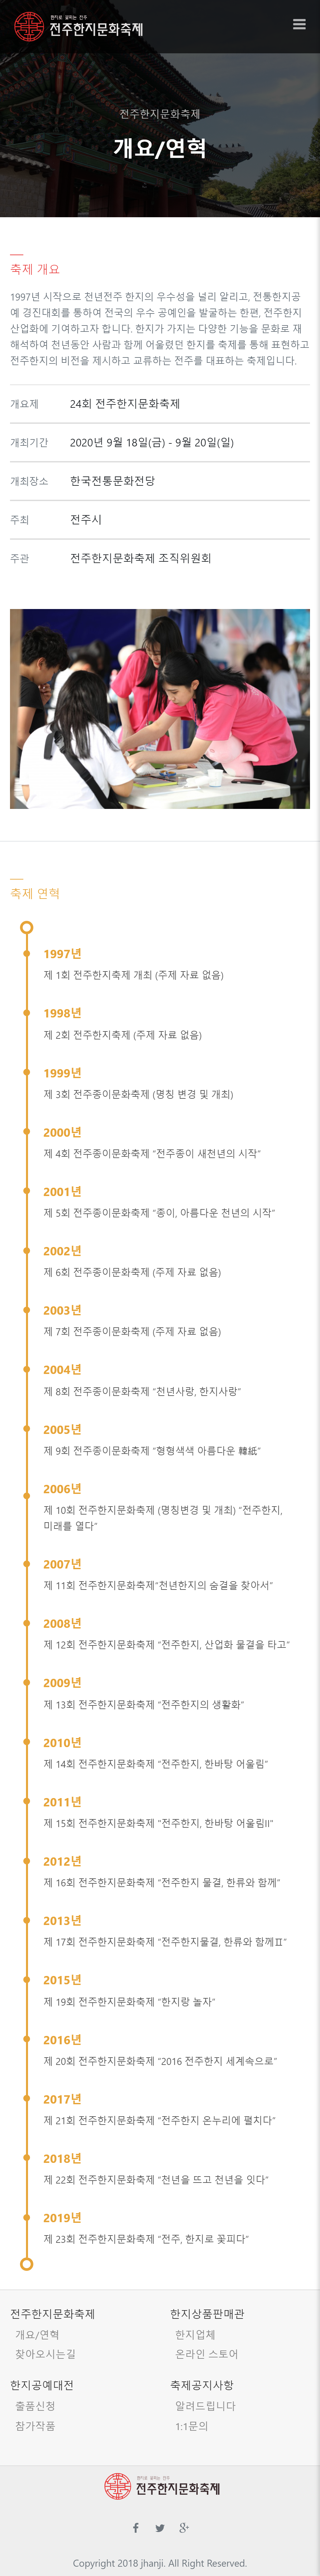 전주한지문화축제
전주한지문화축제
개요/연혁
축제 개요
1997년 시작으로 천년전주 한지의 우수성을 널리 알리고, 전통한지공
예 경진대회를 통하여 전국의 우수 공예인을 발굴하는 한편, 전주한지
산업화에 기여하고자 합니다. 한지가 가지는 다양한 기능을 문화로 재
해석하여 천년동안 사람과 함께 어울렸던 한지를 축제를 통해 표현하고
전주한지의 비전을 제시하고 교류하는 전주를 대표하는 축제입니다.
개요제 24회 전주한지문화축제
개최기간 2020년 9월 18일(금) - 9월 20일(일)
개최장소 한국전통문화전당
주최 전주시
주관 전주한지문화축제 조직위원회
축제 연혁
1997년
제 1회 전주한지축제 개최 (주제 자료 없음)
1998년
제 2회 전주한지축제 (주제 자료 없음)
1999년
제 3회 전주종이문화축제 (명칭 변경 및 개최)
2000년
제 4회 전주종이문화축제 “전주종이 새천년의 시작”
2001년
제 5회 전주종이문화축제 “종이, 아름다운 천년의 시작”
2002년
제 6회 전주종이문화축제 (주제 자료 없음)
2003년
제 7회 전주종이문화축제 (주제 자료 없음)
2004년
제 8회 전주종이문화축제 “천년사랑, 한지사랑”
2005년
제 9회 전주종이문화축제 “형형색색 아름다운 韓紙”
2006년
제 10회 전주한지문화축제 (명칭변경 및 개최) “전주한지,
미래를 열다”
2007년
제 11회 전주한지문화축제“천년한지의 숨결을 찾아서”
2008년
제 12회 전주한지문화축제 “전주한지, 산업화 물결을 타고”
2009년
제 13회 전주한지문화축제 “전주한지의 생활화”
2010년
제 14회 전주한지문화축제 “전주한지, 한바탕 어울림”
2011년
제 15회 전주한지문화축제 “전주한지, 한바탕 어울림II”
2012년
제 16회 전주한지문화축제 “전주한지 물결, 한류와 함께”
2013년
제 17회 전주한지문화축제 “전주한지물결, 한류와 함께Ⅱ”
2015년
제 19회 전주한지문화축제 “한지랑 놀자”
2016년
제 20회 전주한지문화축제 “2016 전주한지 세계속으로”
2017년
제 21회 전주한지문화축제 “전주한지 온누리에 펼치다”
2018년
제 22회 전주한지문화축제 “천년을 뜨고 천년을 잇다”
2019년
제 23회 전주한지문화축제 “전주, 한지로 꽃피다”
전주한지문화축제
개요/연혁
찾아오시는길
한지상품판매관
한지업체
온라인 스토어
한지공예대전
출품신청
참가작품
축제공지사항
알려드립니다
1:1문의
전주한지문화축제
Copyright 2018 jhanji. All Right Reserved.